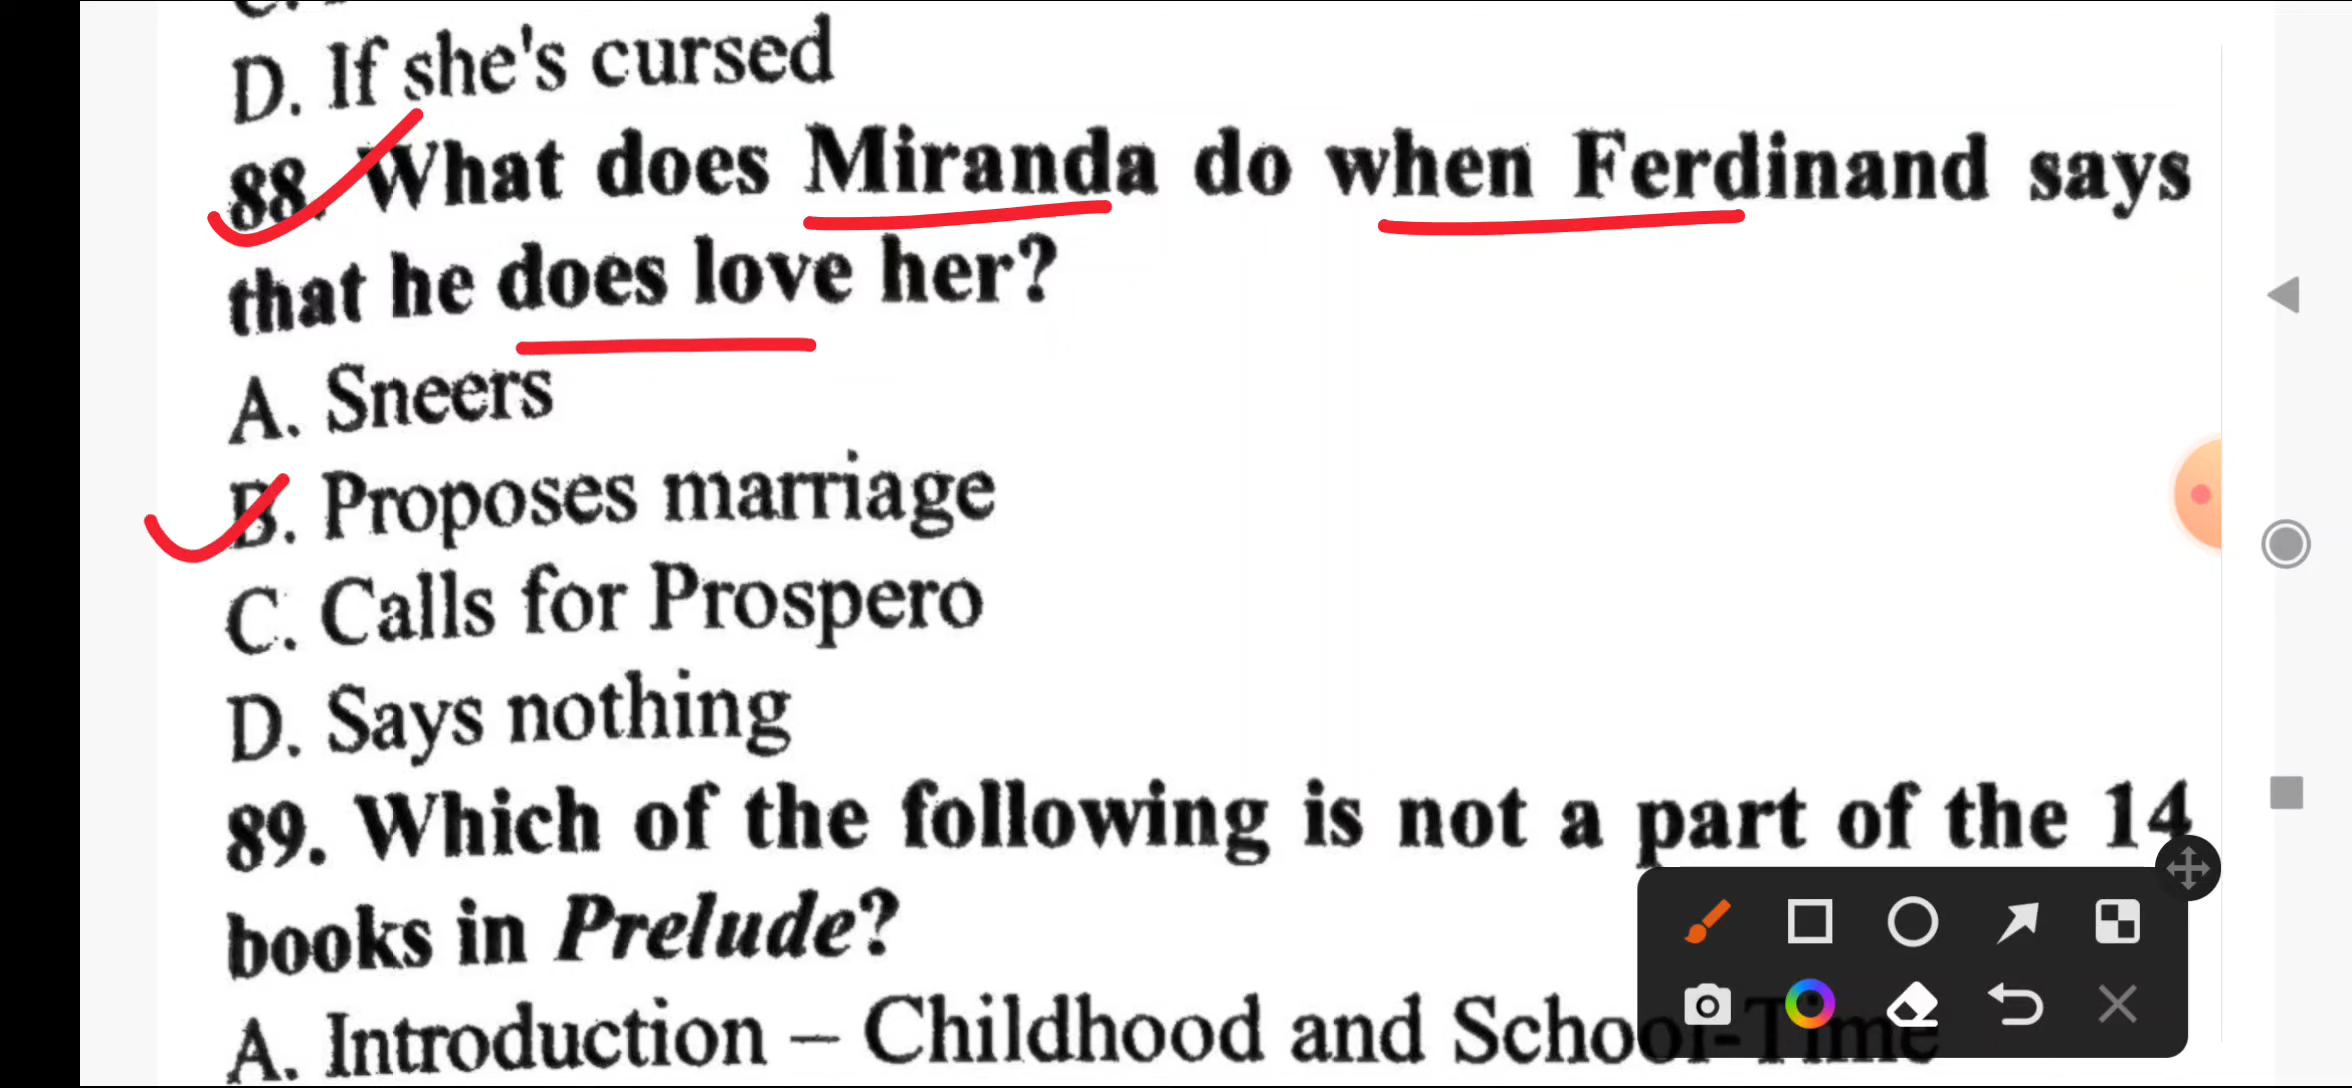 D. If she's cursed
88. What does Miranda do when Ferdinand says
that he does love her?
A. Sneers
B. Proposes marriage
C. Calls for Prospero
D. Says nothing
89. Which of the following is not a part of the 14
books in Prelude?
A. Introduction – Childhood and School-Time